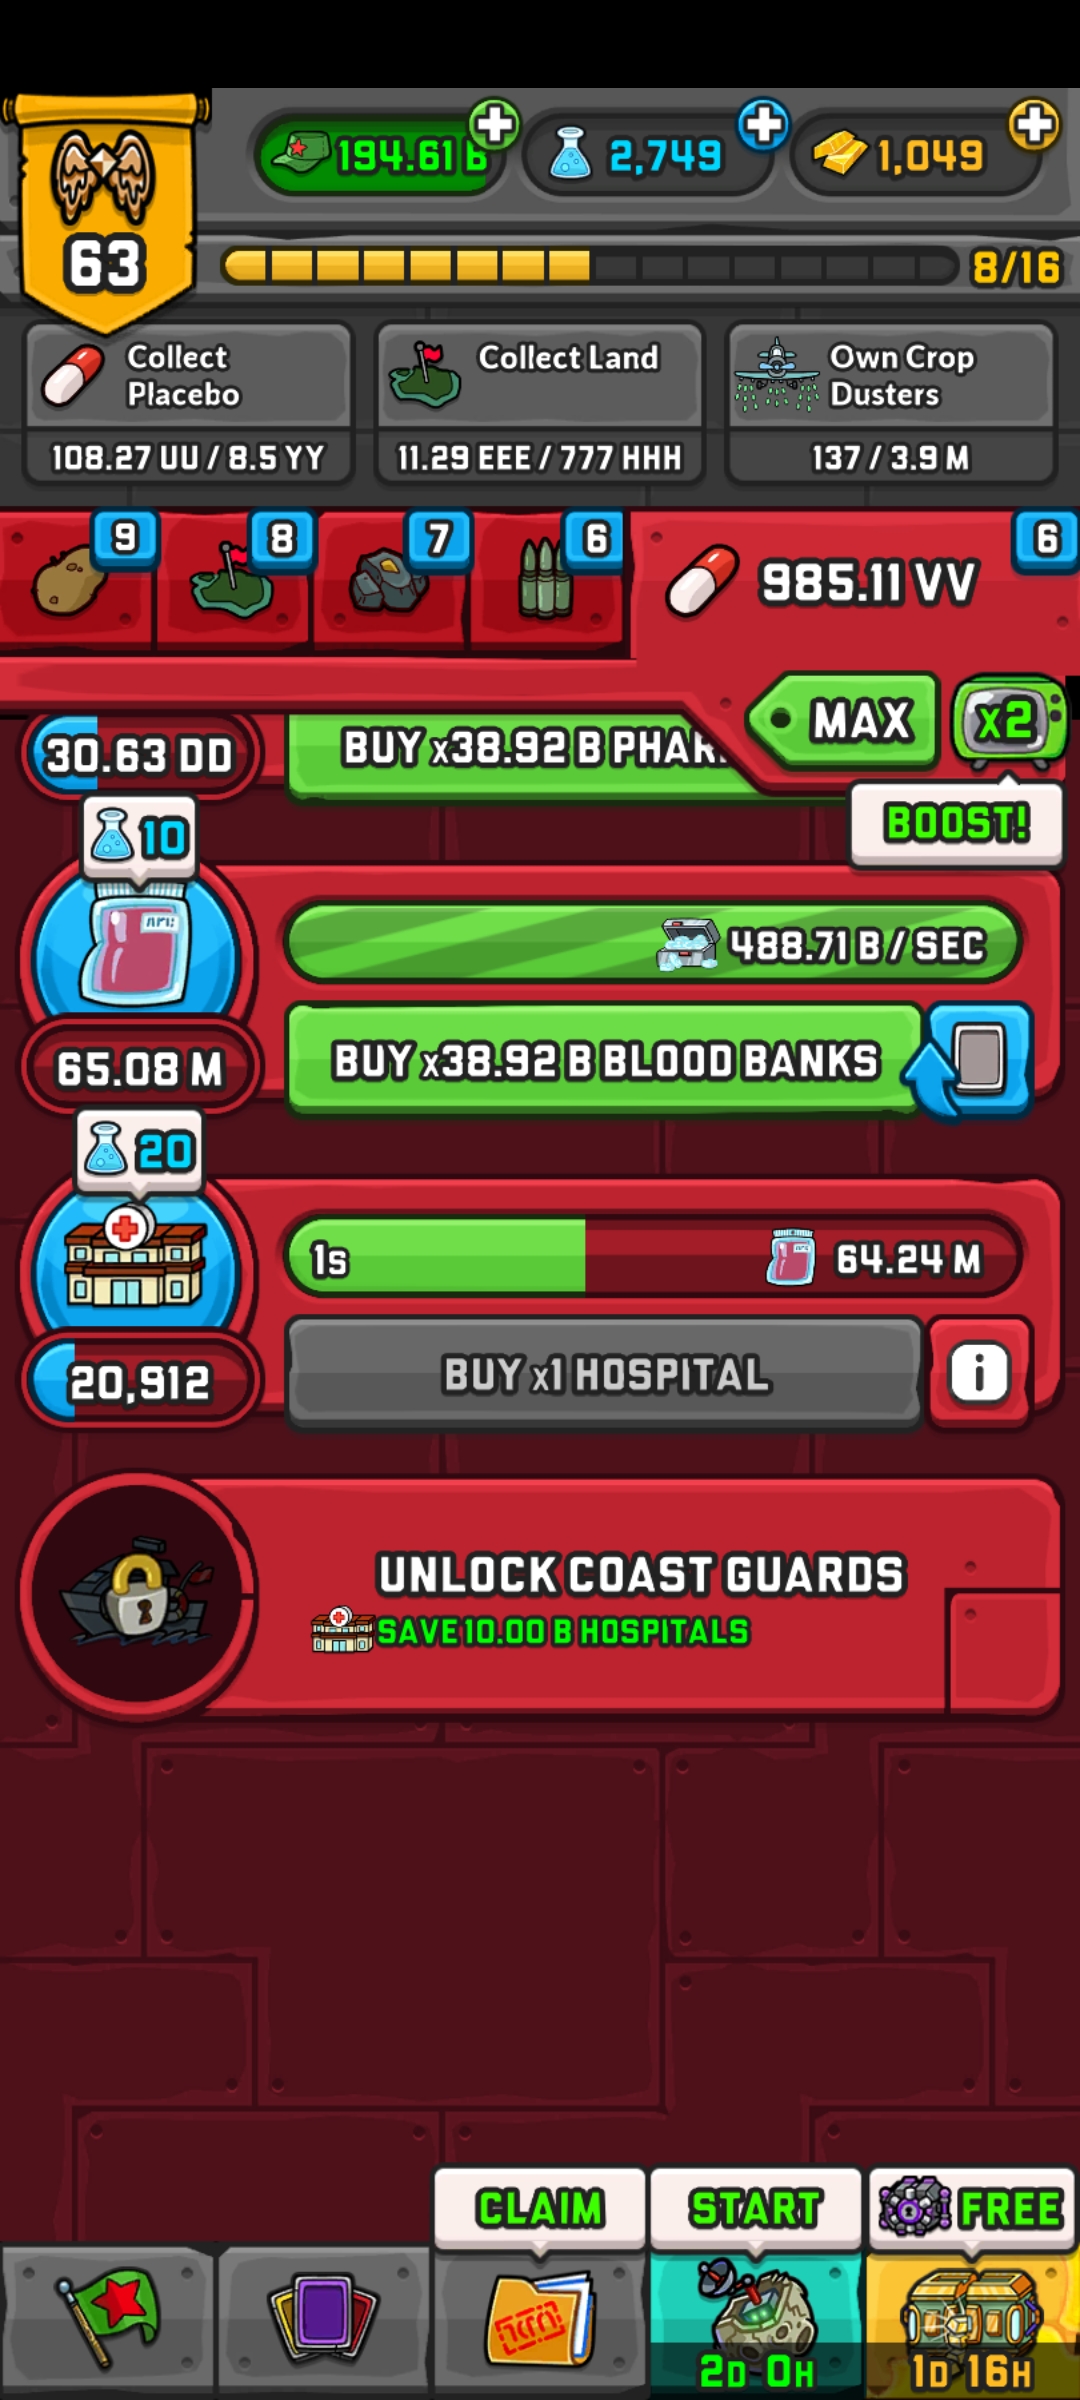 194.61 B
2,749
1,049
63
8/16
Collect
Placebo
108.27 UU / 8.5 YY
Collect Land
11.29 EEE / 777 HHH
Own Crop
Dusters
137 / 3.9 M
9
8
7
6
985.11 VV
6
MAX
x2
30.63 DD
BUY x38.92 B PHAR
BOOST!
10
488.71 B / SEC
65.08 M
BUY x38.92 B BLOOD BANKS
20
1s
64.24 M
20,912
BUY x1 HOSPITAL
i
UNLOCK COAST GUARDS
SAVE 10.00 B HOSPITALS
CLAIM
START
FREE
2D 0H
1D 16H